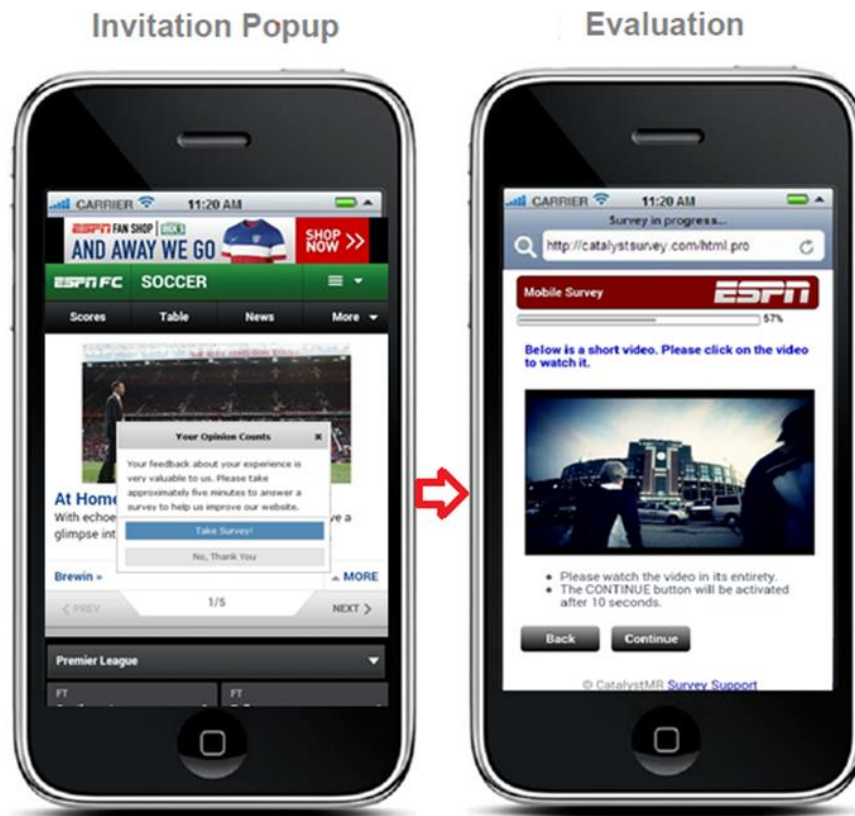 Invitation Popup
Evaluation
CARRIER 11:20 AM
ESPN FAN SHOP
AND AWAY WE GO
SHOP
NOW >>
ESPN FC SOCCER
Scores Table News More
Your Opinion Counts
Your feedback about your experience is
very valuable to us. Please take
approximately five minutes to answer a
survey to help us improve our website.
Take Survey!
No, Thank You
At Home
With echoe ve a
glimpse int
Brewin » MORE
< PREV 1/5 NEXT >
Premier League
FT FT
CARRIER 11:20 AM
Survey in progress...
http://catalystsurvey.com/html.pro
Mobile Survey ESPN
57%
Below is a short video. Please click on the video
to watch it.
• Please watch the video in its entirety.
• The CONTINUE button will be activated
after 10 seconds.
Back Continue
© CatalystMR Survey Support